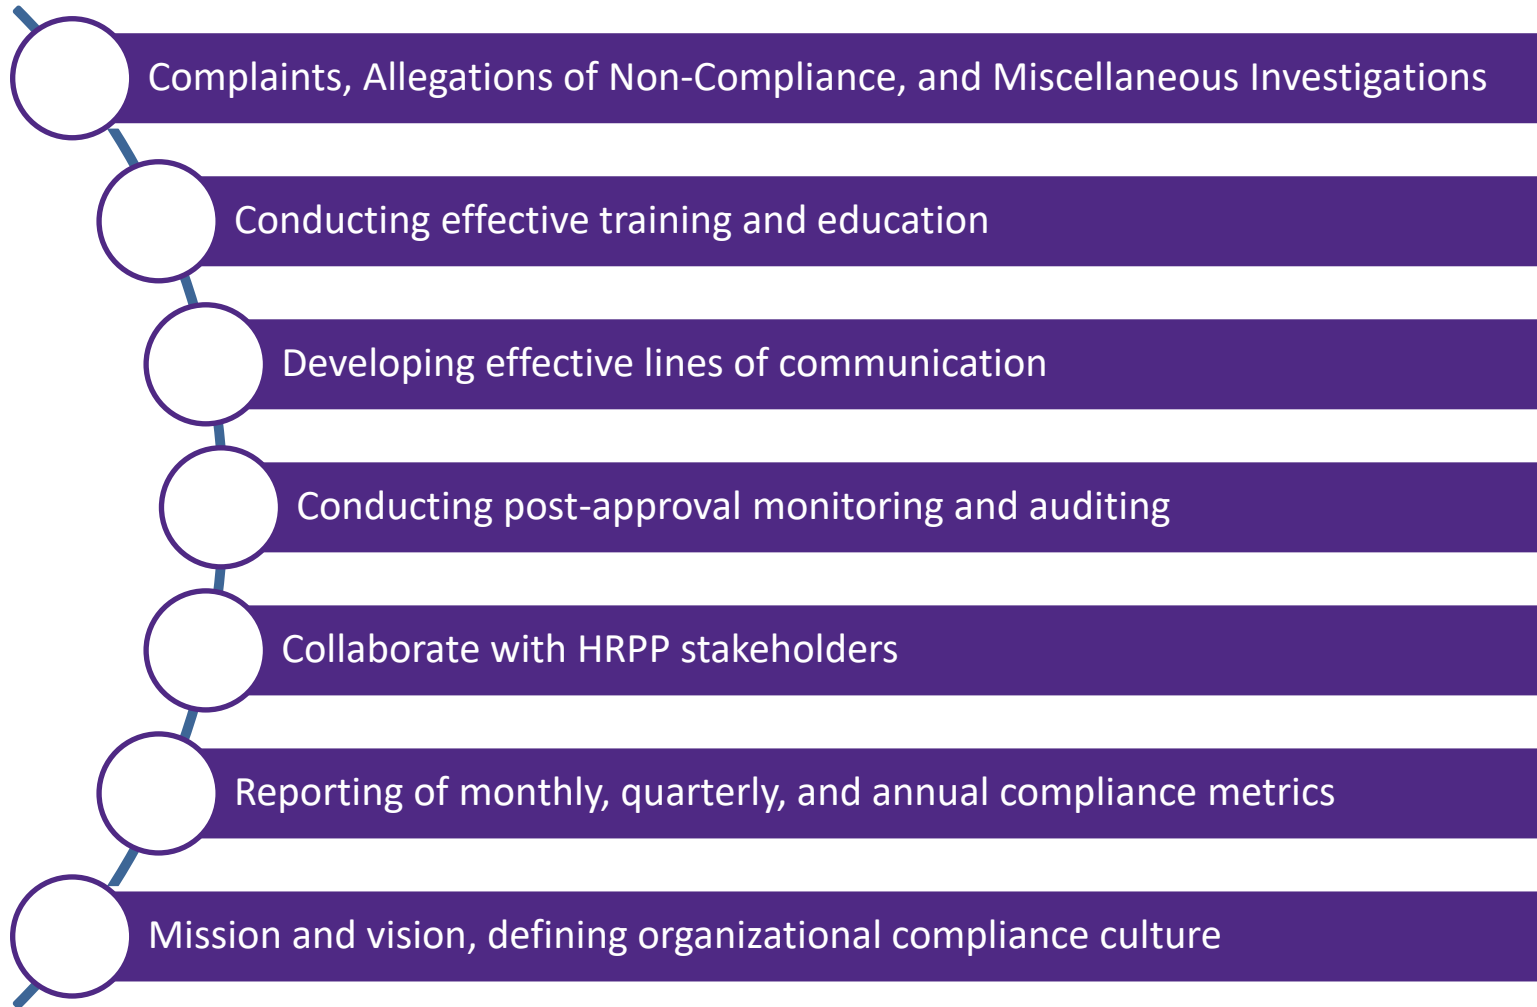 Complaints, Allegations of Non-Compliance, and Miscellaneous Investigations
Conducting effective training and education
Developing effective lines of communication
Conducting post-approval monitoring and auditing
Collaborate with HRPP stakeholders
Reporting of monthly, quarterly, and annual compliance metrics
Mission and vision, defining organizational compliance culture